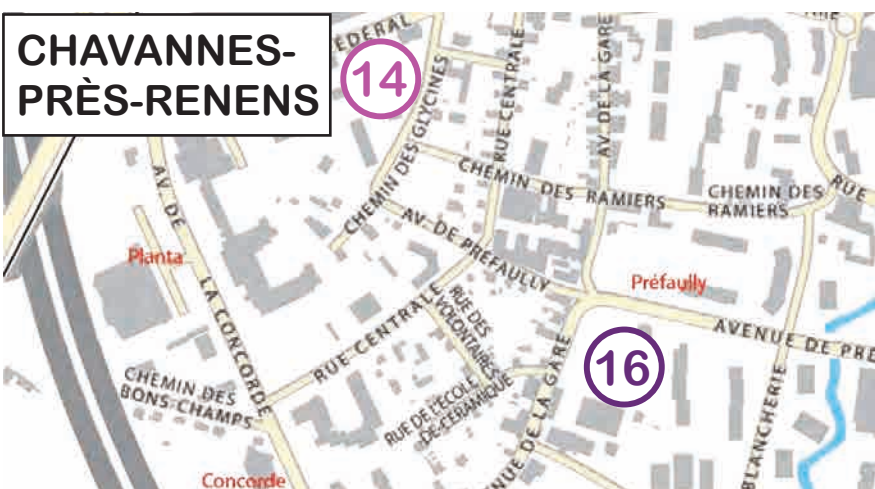 CHAVANNES-
PRÈS-RENENS
ÉDÉRAL
14
CHEMIN DES GLYCINES
RUE CENTRALE
AV. DE LA GARE
RUE
CHEMIN DES RAMIERS
CHEMIN DES
RAMIERS
AV. DE PRÉFAULLY
AV. DE
LA CONCORDE
Planta
Préfaully
RUE CENTRALE
RUE DES
VOLONTAIRES
AVENUE DE PRÉ
16
CHEMIN DES
BONS-CHAMPS
RUE DE L'ÉCOLE
DE-CÉRAMIQUE
NUE DE LA GARE
BLANCHERIE
Concorde